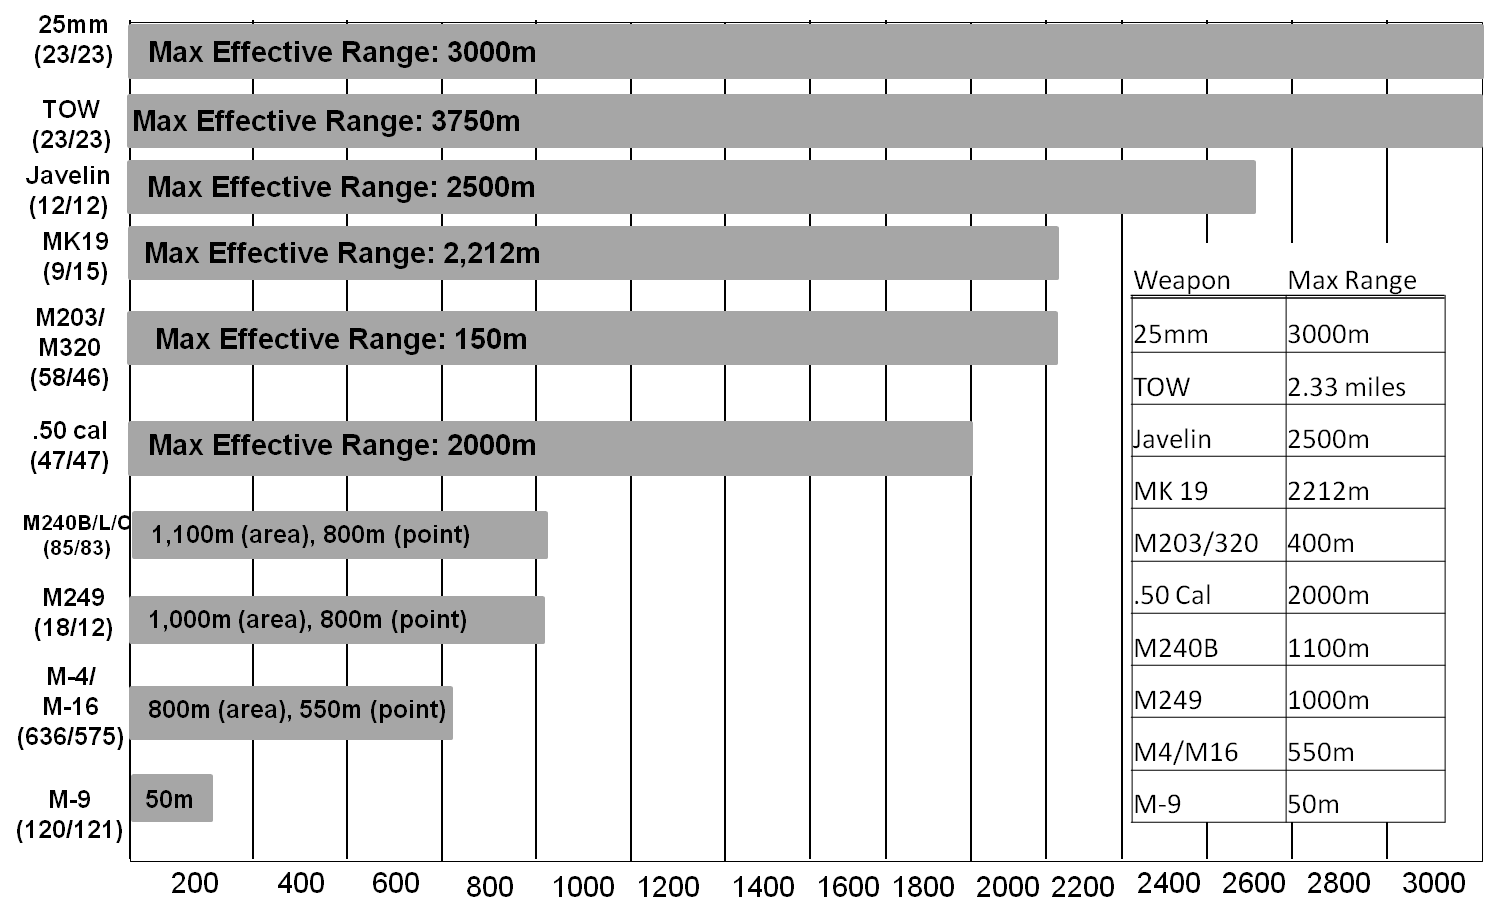 25mm
(23/23)
Max Effective Range: 3000m
TOW
(23/23)
Max Effective Range: 3750m
Javelin
(12/12)
Max Effective Range: 2500m
MK19
(9/15)
Max Effective Range: 2,212m
M203/
M320
(58/46)
Max Effective Range: 150m
.50 cal
(47/47)
Max Effective Range: 2000m
M240B/L/C
(85/83)
1,100m (area), 800m (point)
M249
(18/12)
1,000m (area), 800m (point)
M-4/
M-16
(636/575)
800m (area), 550m (point)
M-9
(120/121)
50m
Weapon Max Range
25mm 3000m
TOW 2.33 miles
Javelin 2500m
MK 19 2212m
M203/320 400m
.50 Cal 2000m
M240B 1100m
M249 1000m
M4/M16 550m
M-9 50m
200 400 600 800 1000 1200 1400 1600 1800 2000 2200 2400 2600 2800 3000